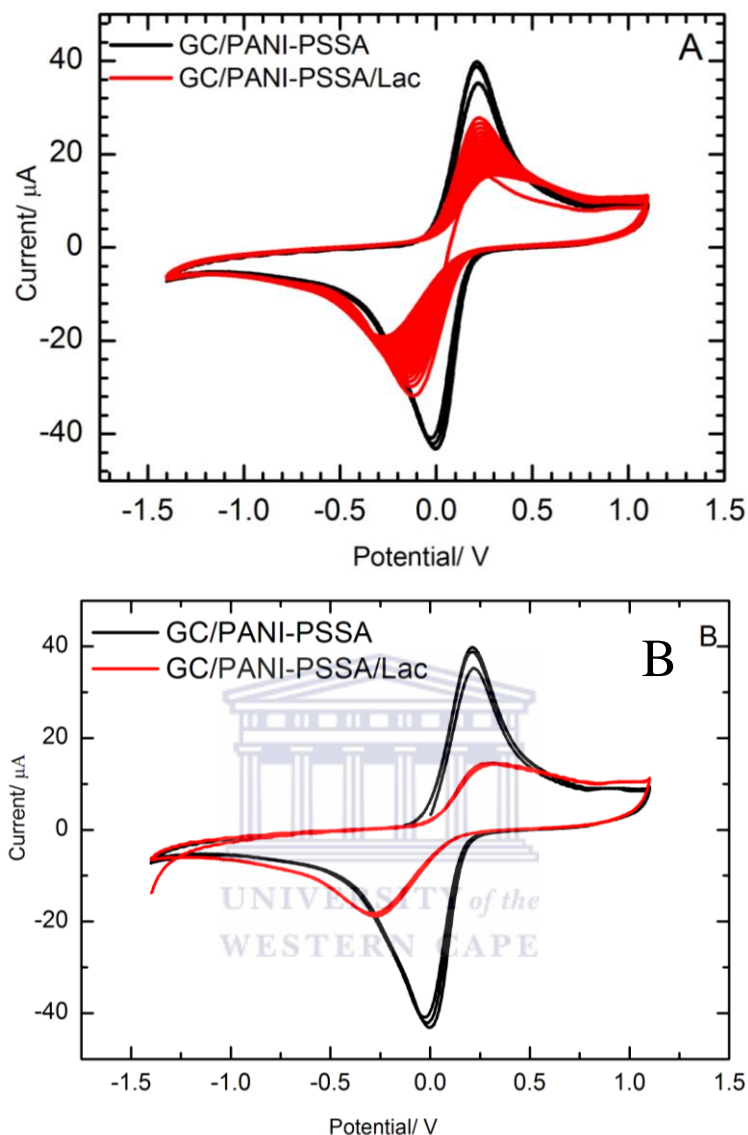 GC/PANI-PSSA
GC/PANI-PSSA/Lac
A
40
20
0
-20
-40
Current/ μA
-1.5 -1.0 -0.5 0.0 0.5 1.0 1.5
Potential/ V
GC/PANI-PSSA
GC/PANI-PSSA/Lac
B B
40
20
0
-20
-40
Current/ μA
UNIVERSITY of the
WESTERN CAPE
-1.5 -1.0 -0.5 0.0 0.5 1.0 1.5
Potential/ V